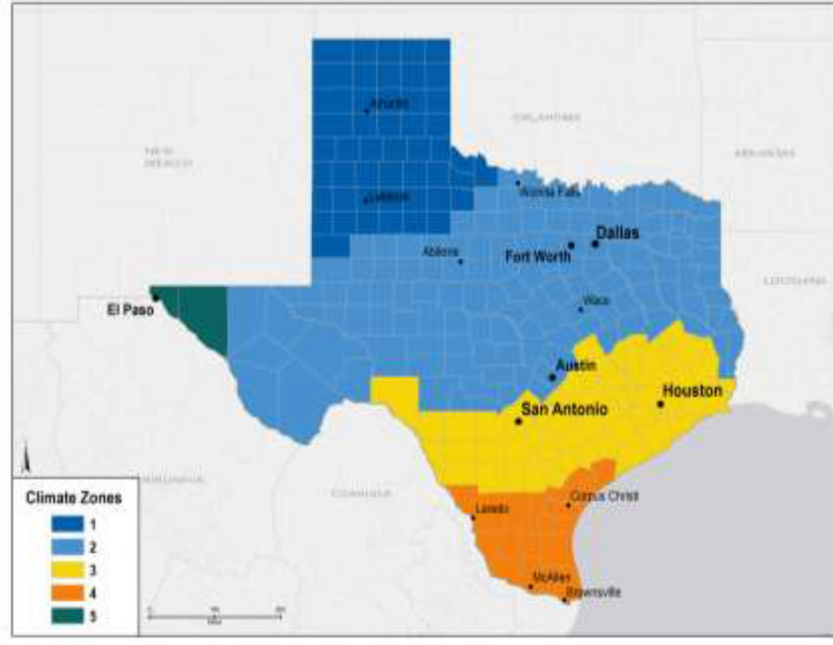 OKLAHOMA
Amarillo
NEW
MEXICO
ARKANSAS
Lubbock
Wichita Falls
Dallas
Abilene
Fort Worth
LOUISIANA
El Paso
Waco
Austin
Houston
San Antonio
CHIHUAHUA
COAHUILA
Climate Zones
1
2
3
4
5
Corpus Christi
Laredo
McAllen
Brownsville